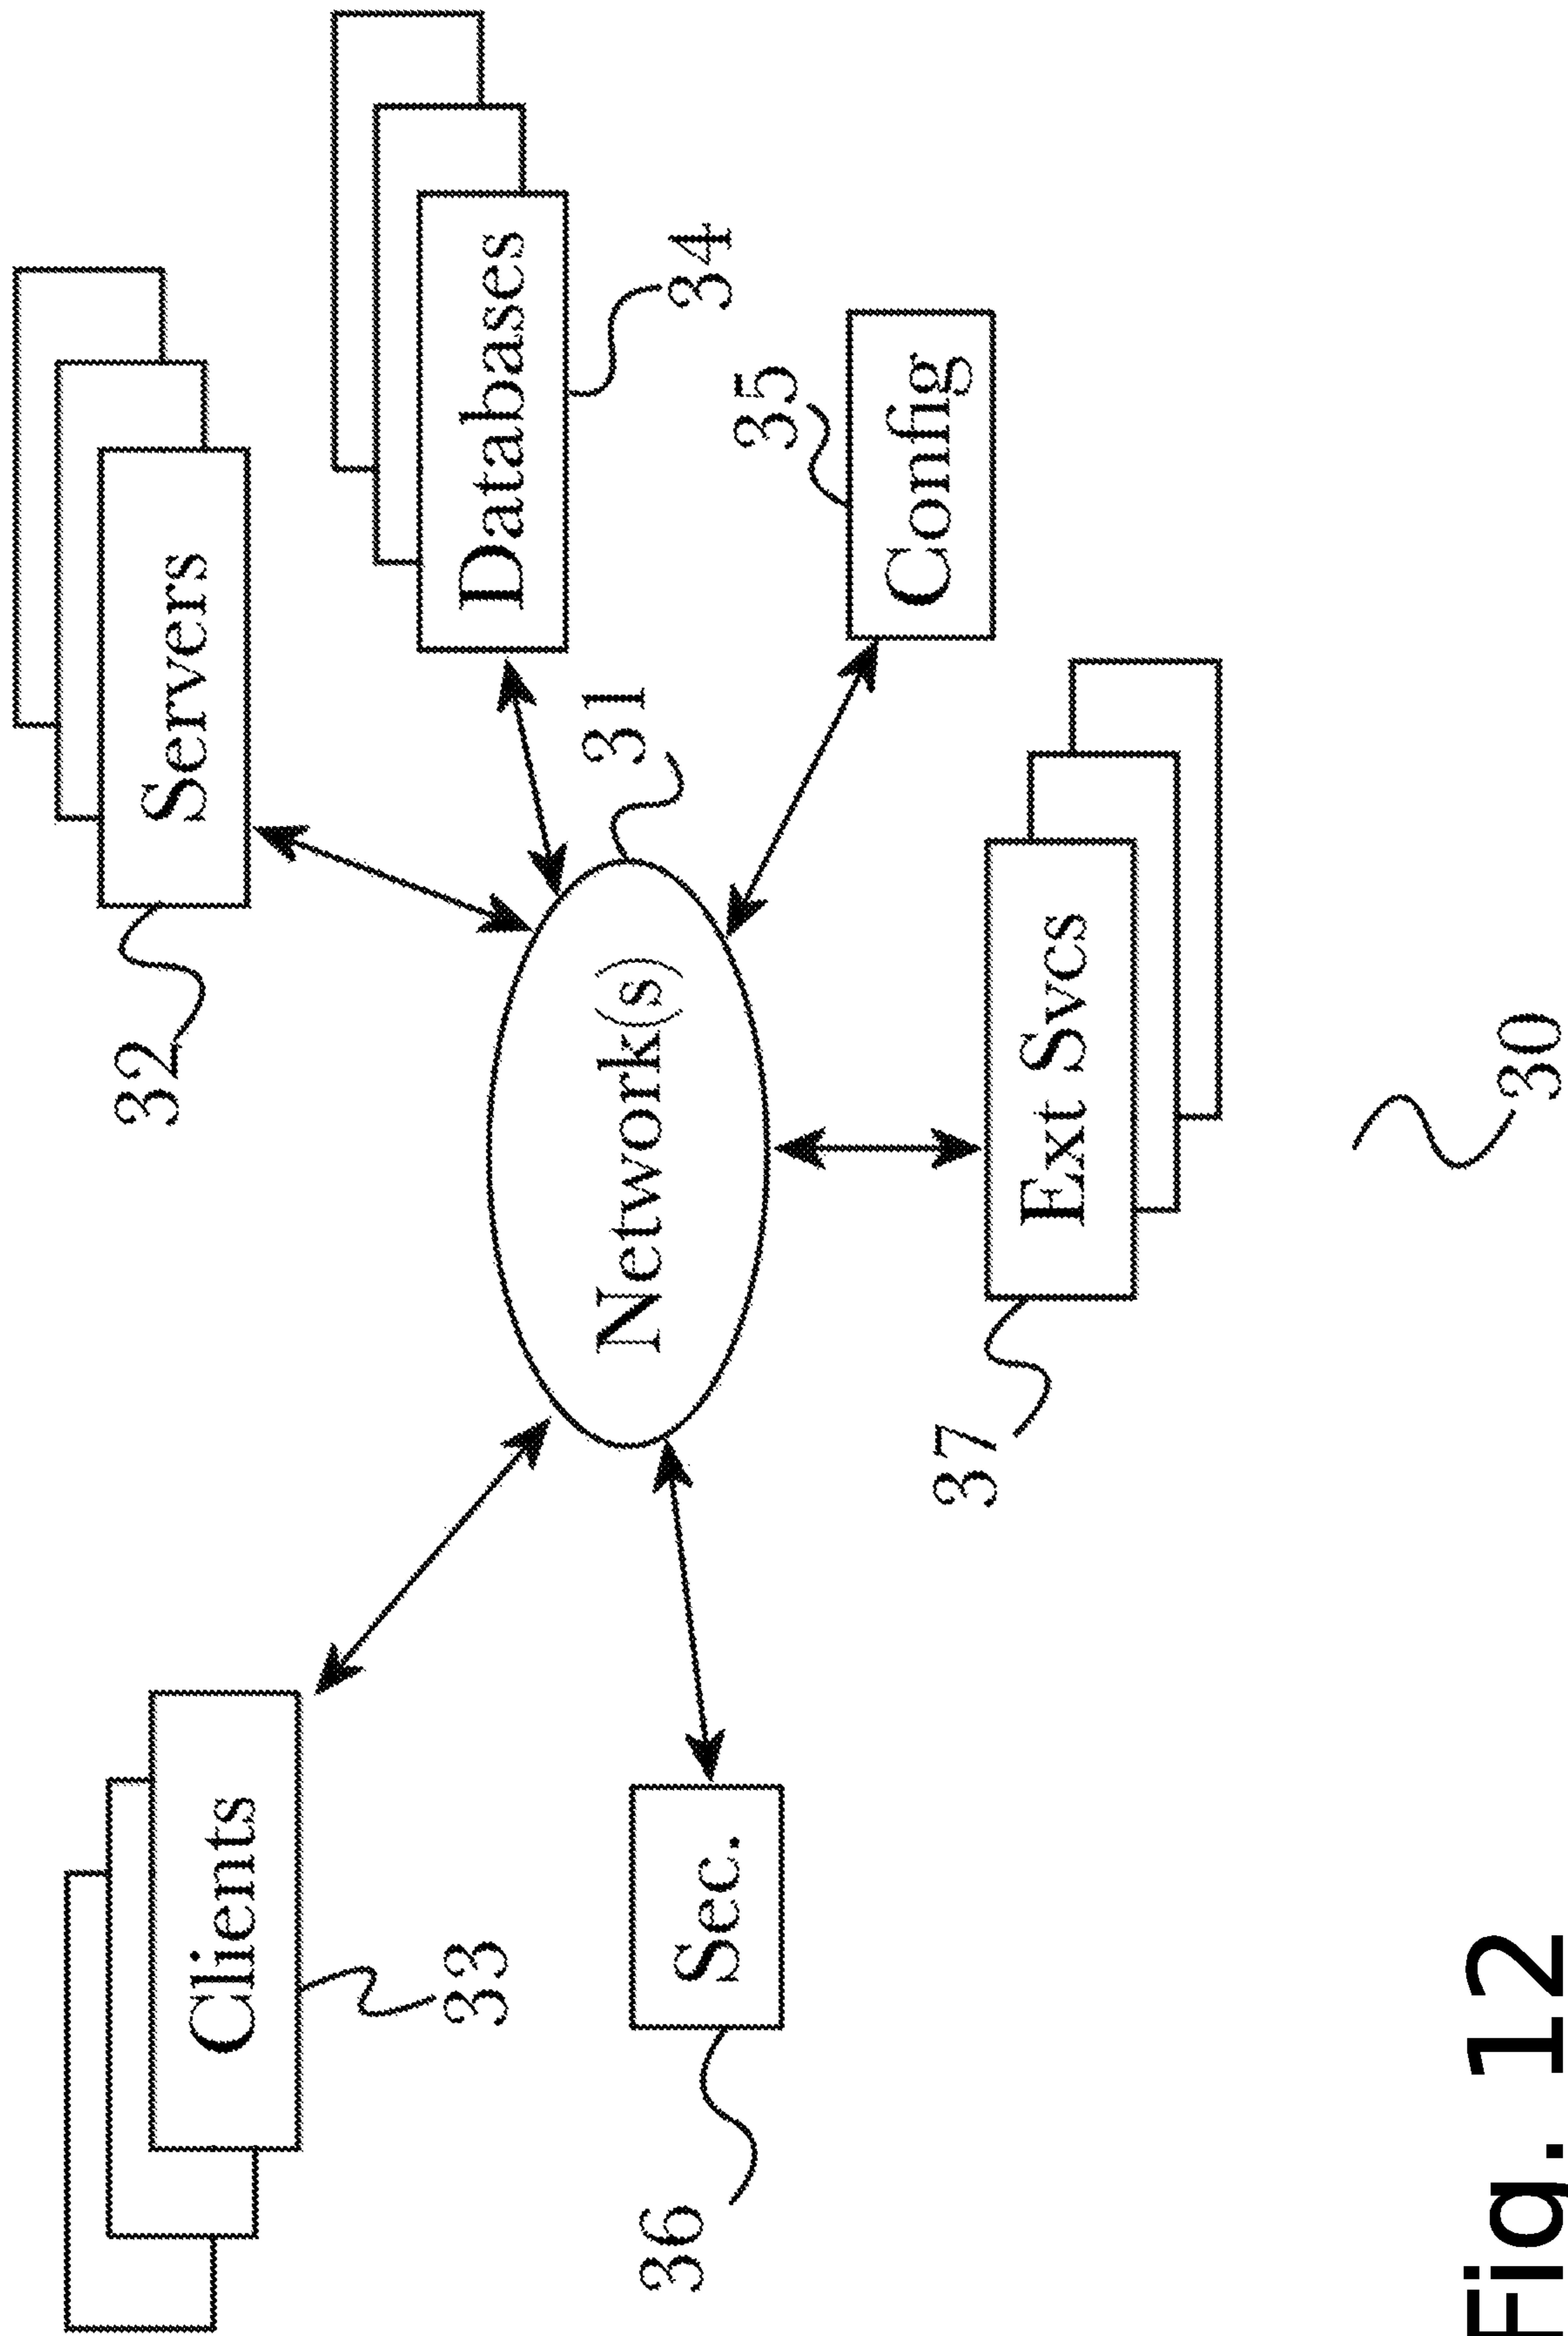 Servers
32
Clients
33
Databases
34
Network(s)
31
Sec.
36
Config
35
Ext Svcs
37
30
Fig. 12